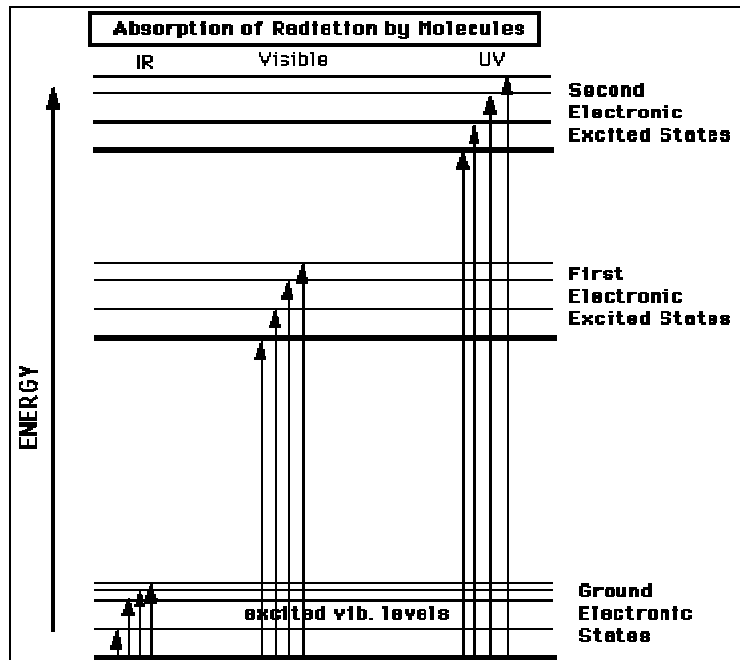 Absorption of Radiation by Molecules
IR Visible UV
Second
Electronic
Excited States
First
Electronic
Excited States
ENERGY
Ground
excited vib. levels Electronic
States